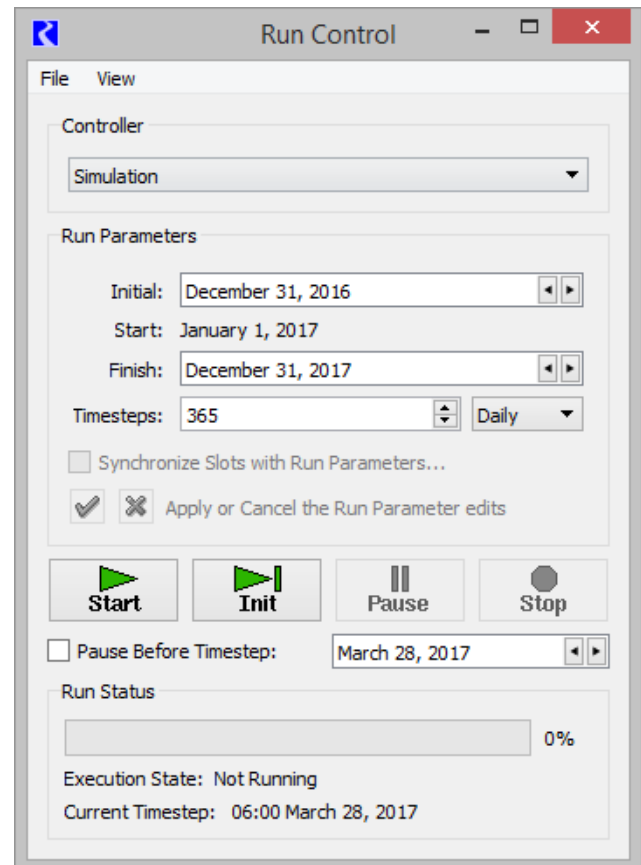 Run Control
File View
Controller
Simulation
Run Parameters
Initial: December 31, 2016
Start: January 1, 2017
Finish: December 31, 2017
Timesteps: 365 Daily
Synchronize Slots with Run Parameters...
Apply or Cancel the Run Parameter edits
Start Init Pause Stop
Pause Before Timestep: March 28, 2017
Run Status
0%
Execution State: Not Running
Current Timestep: 06:00 March 28, 2017